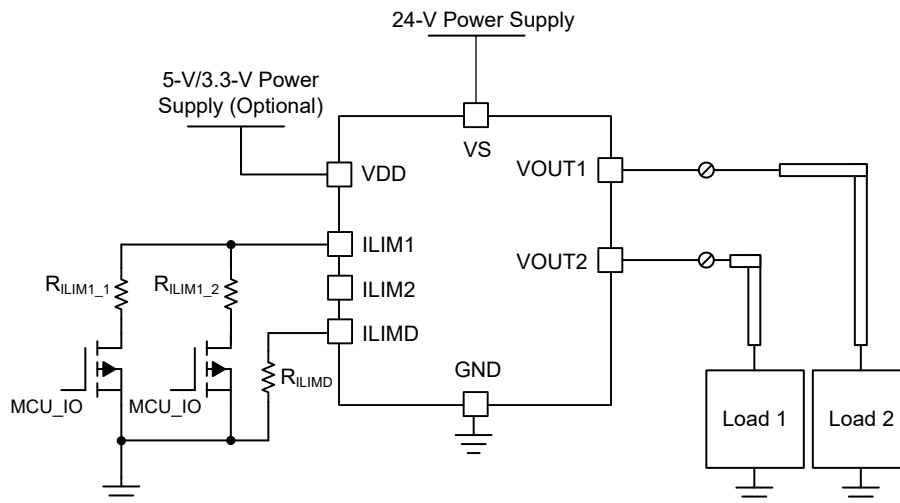 24-V Power Supply
5-V/3.3-V Power
Supply (Optional)
VS
VDD
VOUT1
ILIM1
VOUT2
RILIM1_1
RILIM1_2
ILIM2
ILIMD
RILIMD
GND
MCU_IO
MCU_IO
Load 1
Load 2